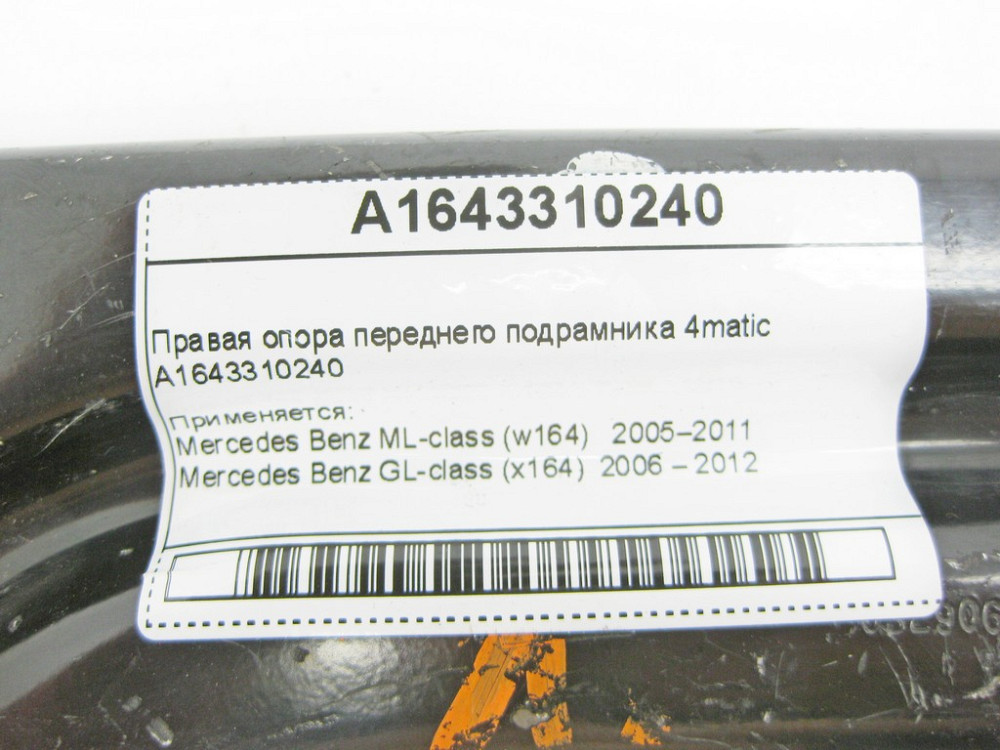 A1643310240
Правая опора переднего подрамника 4matic
A1643310240
Применяется:
Mercedes Benz ML-class (w164) 2005–2011
Mercedes Benz GL-class (x164) 2006 – 2012